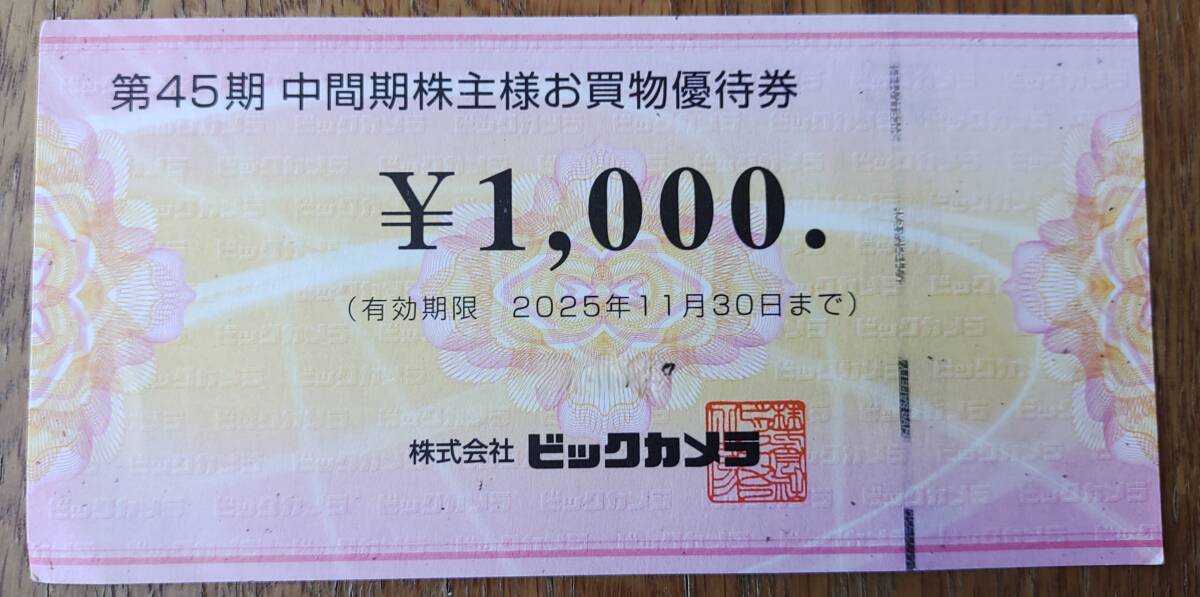 第45期 中間期株主様お買物優待券
¥1,000.
（有効期限　2025年11月30日まで）
株式会社 ビックカメラ